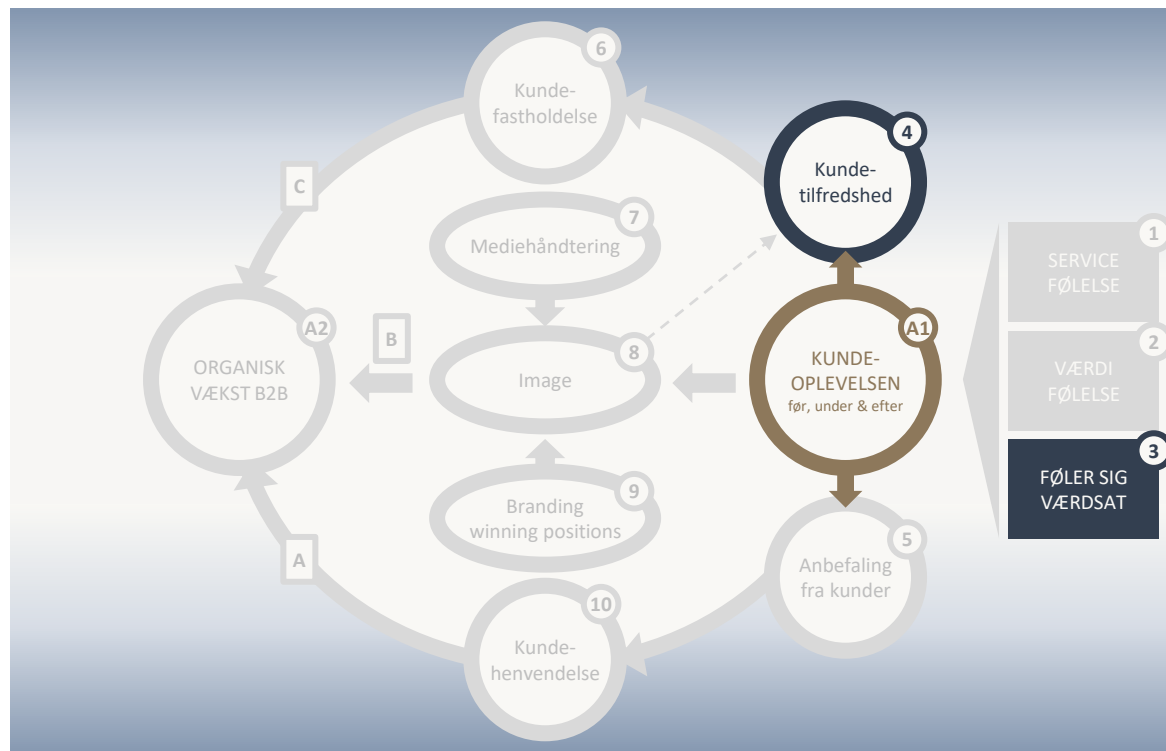 6
Kunde-
fastholdelse
4
Kunde-
tilfredshed
C
7
Mediehåndtering
1
SERVICE
FØLELSE
A2
ORGANISK
VÆKST B2B
B
8
Image
A1
KUNDE-
OPLEVELSEN
før, under & efter
2
VÆRDI
FØLELSE
9
Branding
winning positions
3
FØLER SIG
VÆRDSAT
A
5
Anbefaling
fra kunder
10
Kunde-
henvendelse